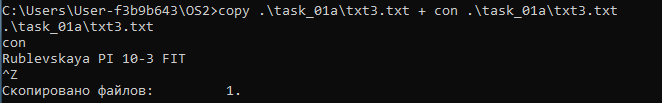 C:\Users\User-f3b9b643\OS2>copy .\task_01a\txt3.txt + con .\task_01a\txt3.txt
.\task_01a\txt3.txt
con
Rublevskaya PI 10-3 FIT
^Z
Скопировано файлов:         1.